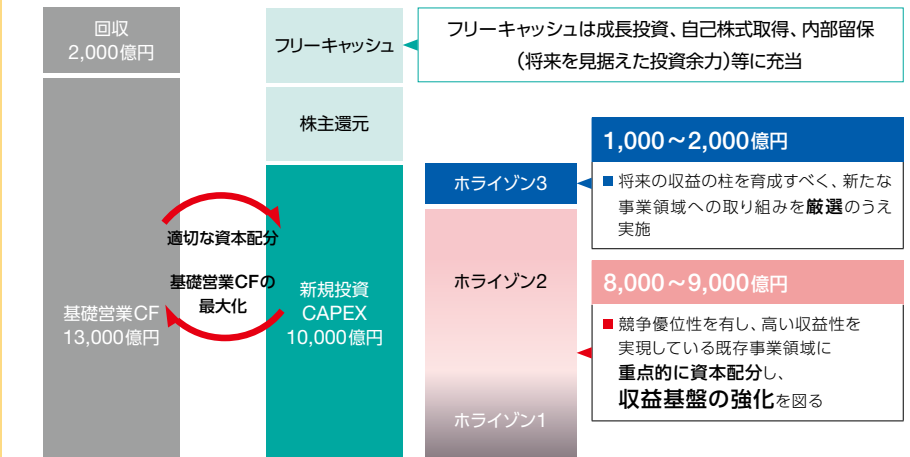 回収
2,000億円
フリーキャッシュ
フリーキャッシュは成長投資、自己株式取得、内部留保
(将来を見据えた投資余力)等に充当
株主還元
ホライゾン3
1,000～2,000億円
■ 将来の収益の柱を育成すべく、新たな
事業領域への取り組みを厳選のうえ
実施
適切な資本配分
基礎営業CFの
最大化
基礎営業CF
13,000億円
新規投資
CAPEX
10,000億円
ホライゾン2
8,000～9,000億円
■ 競争優位性を有し、高い収益性を
実現している既存事業領域に
重点的に資本配分し、
収益基盤の強化を図る
ホライゾン1